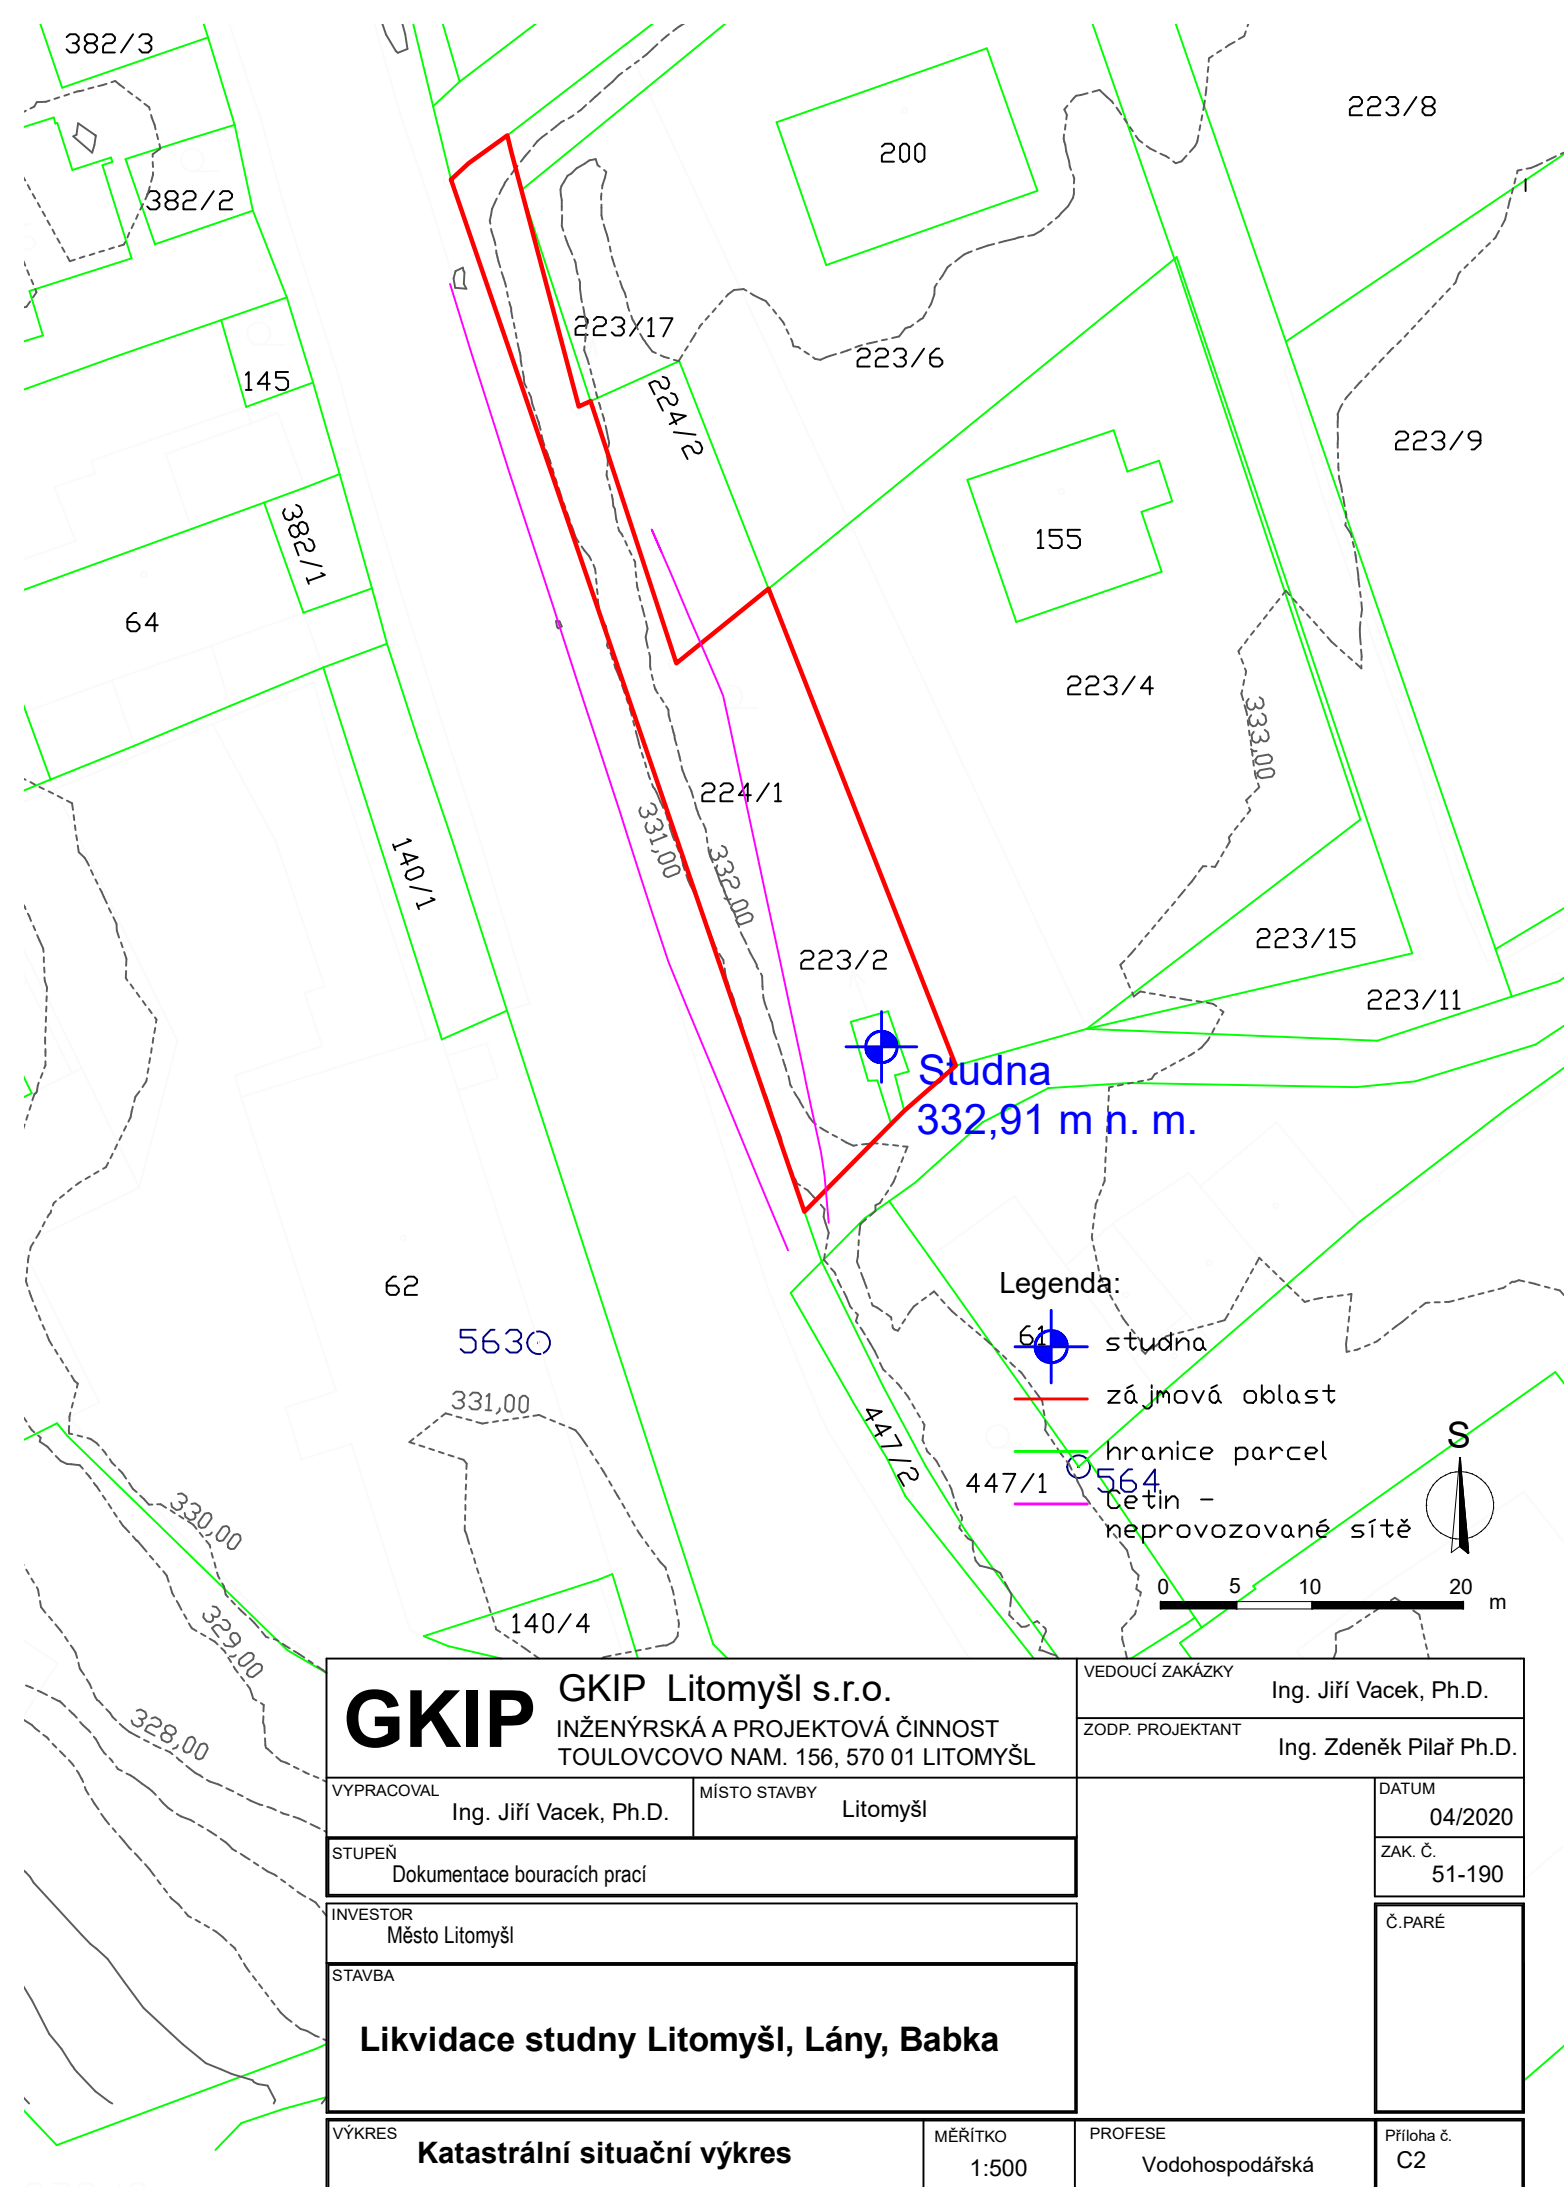 382/3
223/8
200
382/2
223/17
223/6
145
224/2
223/9
382/1
155
64
223/4
333,00
224/1
331,00
332,00
140/1
223/15
223/2
223/11
Studna
332,91 m n. m.
62
563
331,00
447/2
447/1
564
330,00
329,00
328,00
140/4
Legenda:
61
studna
zájmová oblast
hranice parcel
Cetin -
neprovozované sítě
S
0 5 10 20 m
GKIP
GKIP Litomyšl s.r.o.
INŽENÝRSKÁ A PROJEKTOVÁ ČINNOST
TOULOVCOVO NAM. 156, 570 01 LITOMYŠL
VEDOUCÍ ZAKÁZKY
Ing. Jiří Vacek, Ph.D.
ZODP. PROJEKTANT
Ing. Zdeněk Pilař Ph.D.
VYPRACOVAL
Ing. Jiří Vacek, Ph.D.
MÍSTO STAVBY
Litomyšl
DATUM
04/2020
STUPEŇ
Dokumentace bouracích prací
ZAK. Č.
51-190
INVESTOR
Město Litomyšl
Č.PARÉ
STAVBA
Likvidace studny Litomyšl, Lány, Babka
VÝKRES
Katastrální situační výkres
MĚŘÍTKO
1:500
PROFESE
Vodohospodářská
Příloha č.
C2